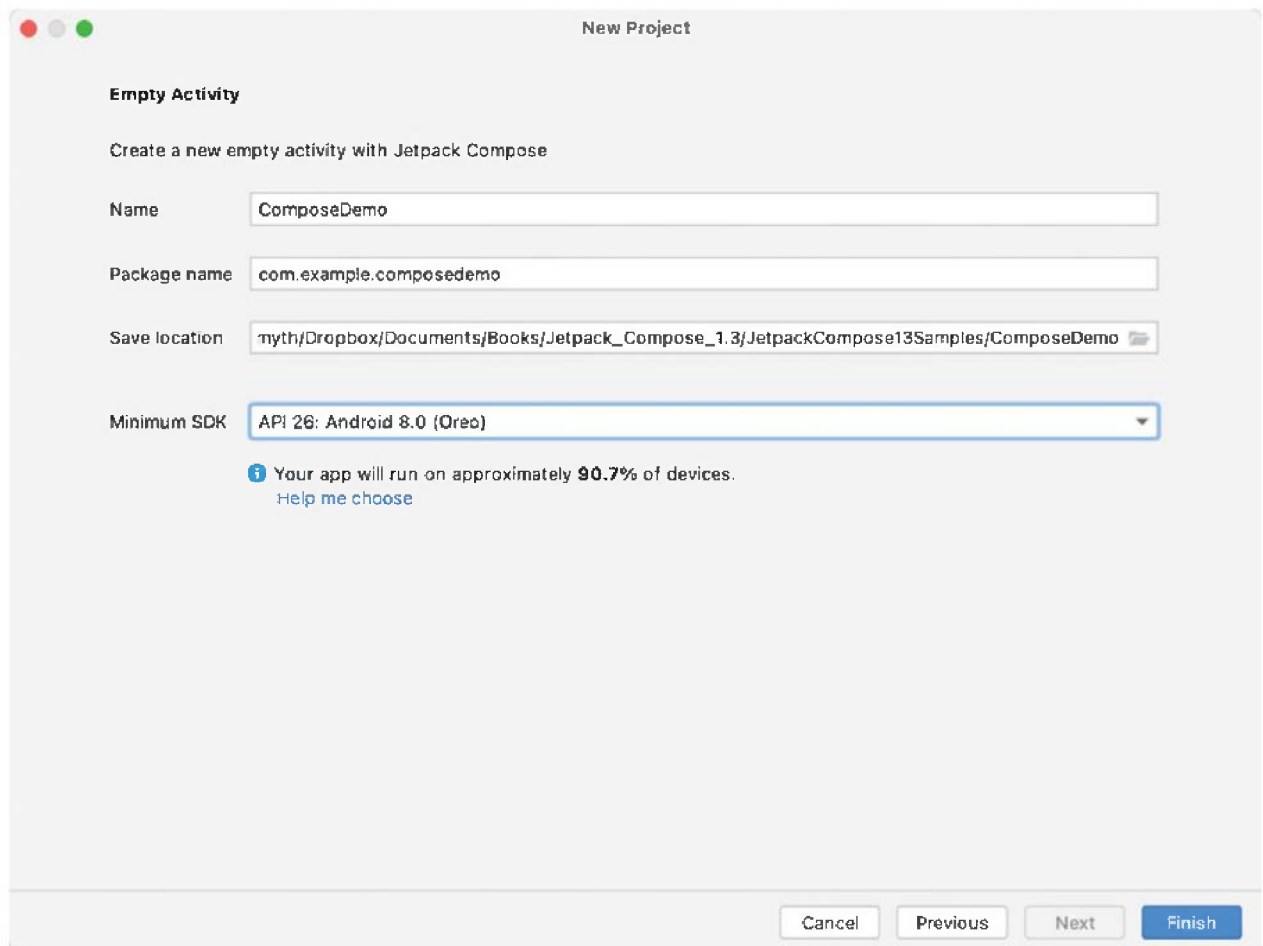 New Project
Empty Activity
Create a new empty activity with Jetpack Compose
Name ComposeDemo
Package name com.example.composedemo
Save location myth/Dropbox/Documents/Books/Jetpack_Compose_1.3/JetpackCompose13Samples/ComposeDemo
Minimum SDK API 26: Android 8.0 (Oreo)
Your app will run on approximately 90.7% of devices.
Help me choose
Cancel Previous Next Finish